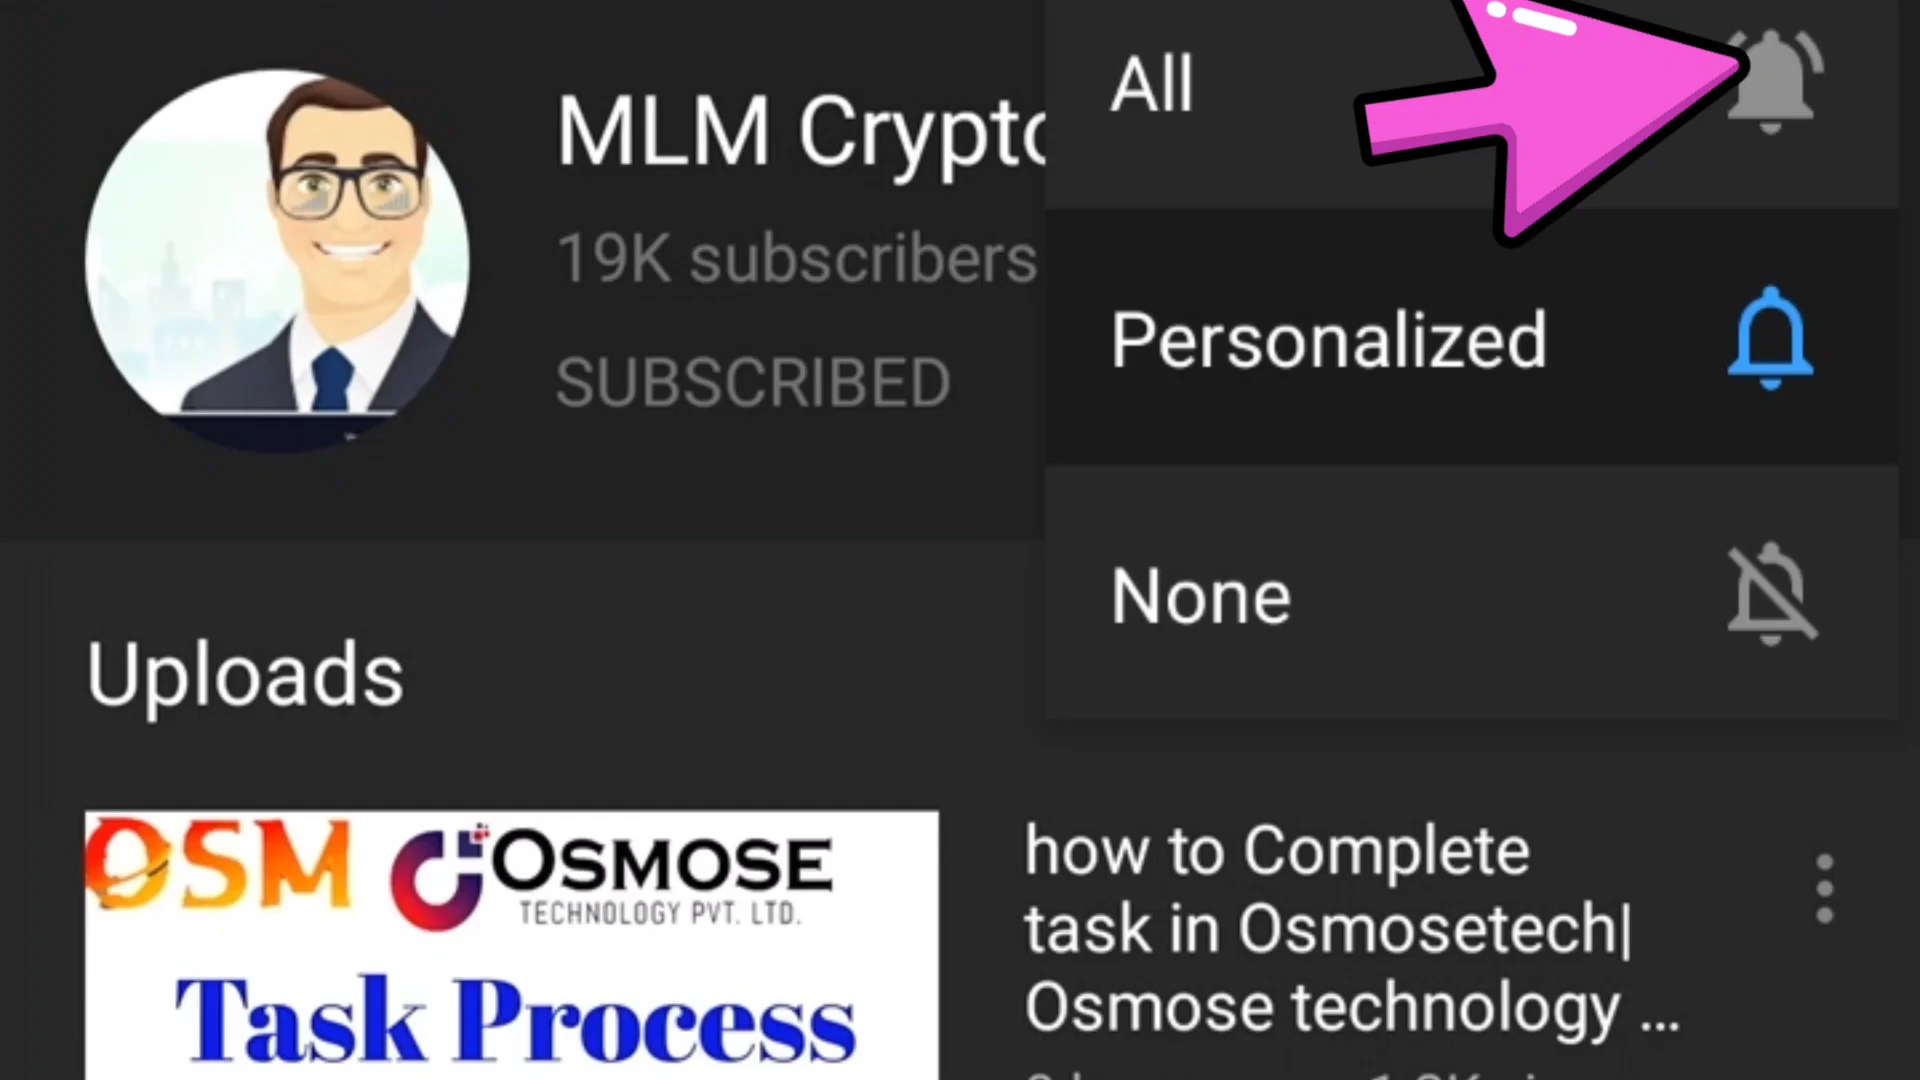 All
MLM Crypto
19K subscribers
SUBSCRIBED
Personalized
None
Uploads
OSM OSMOSE
TECHNOLOGY PVT. LTD.
Task Process
how to Complete
task in Osmosetech|
Osmose technology ...